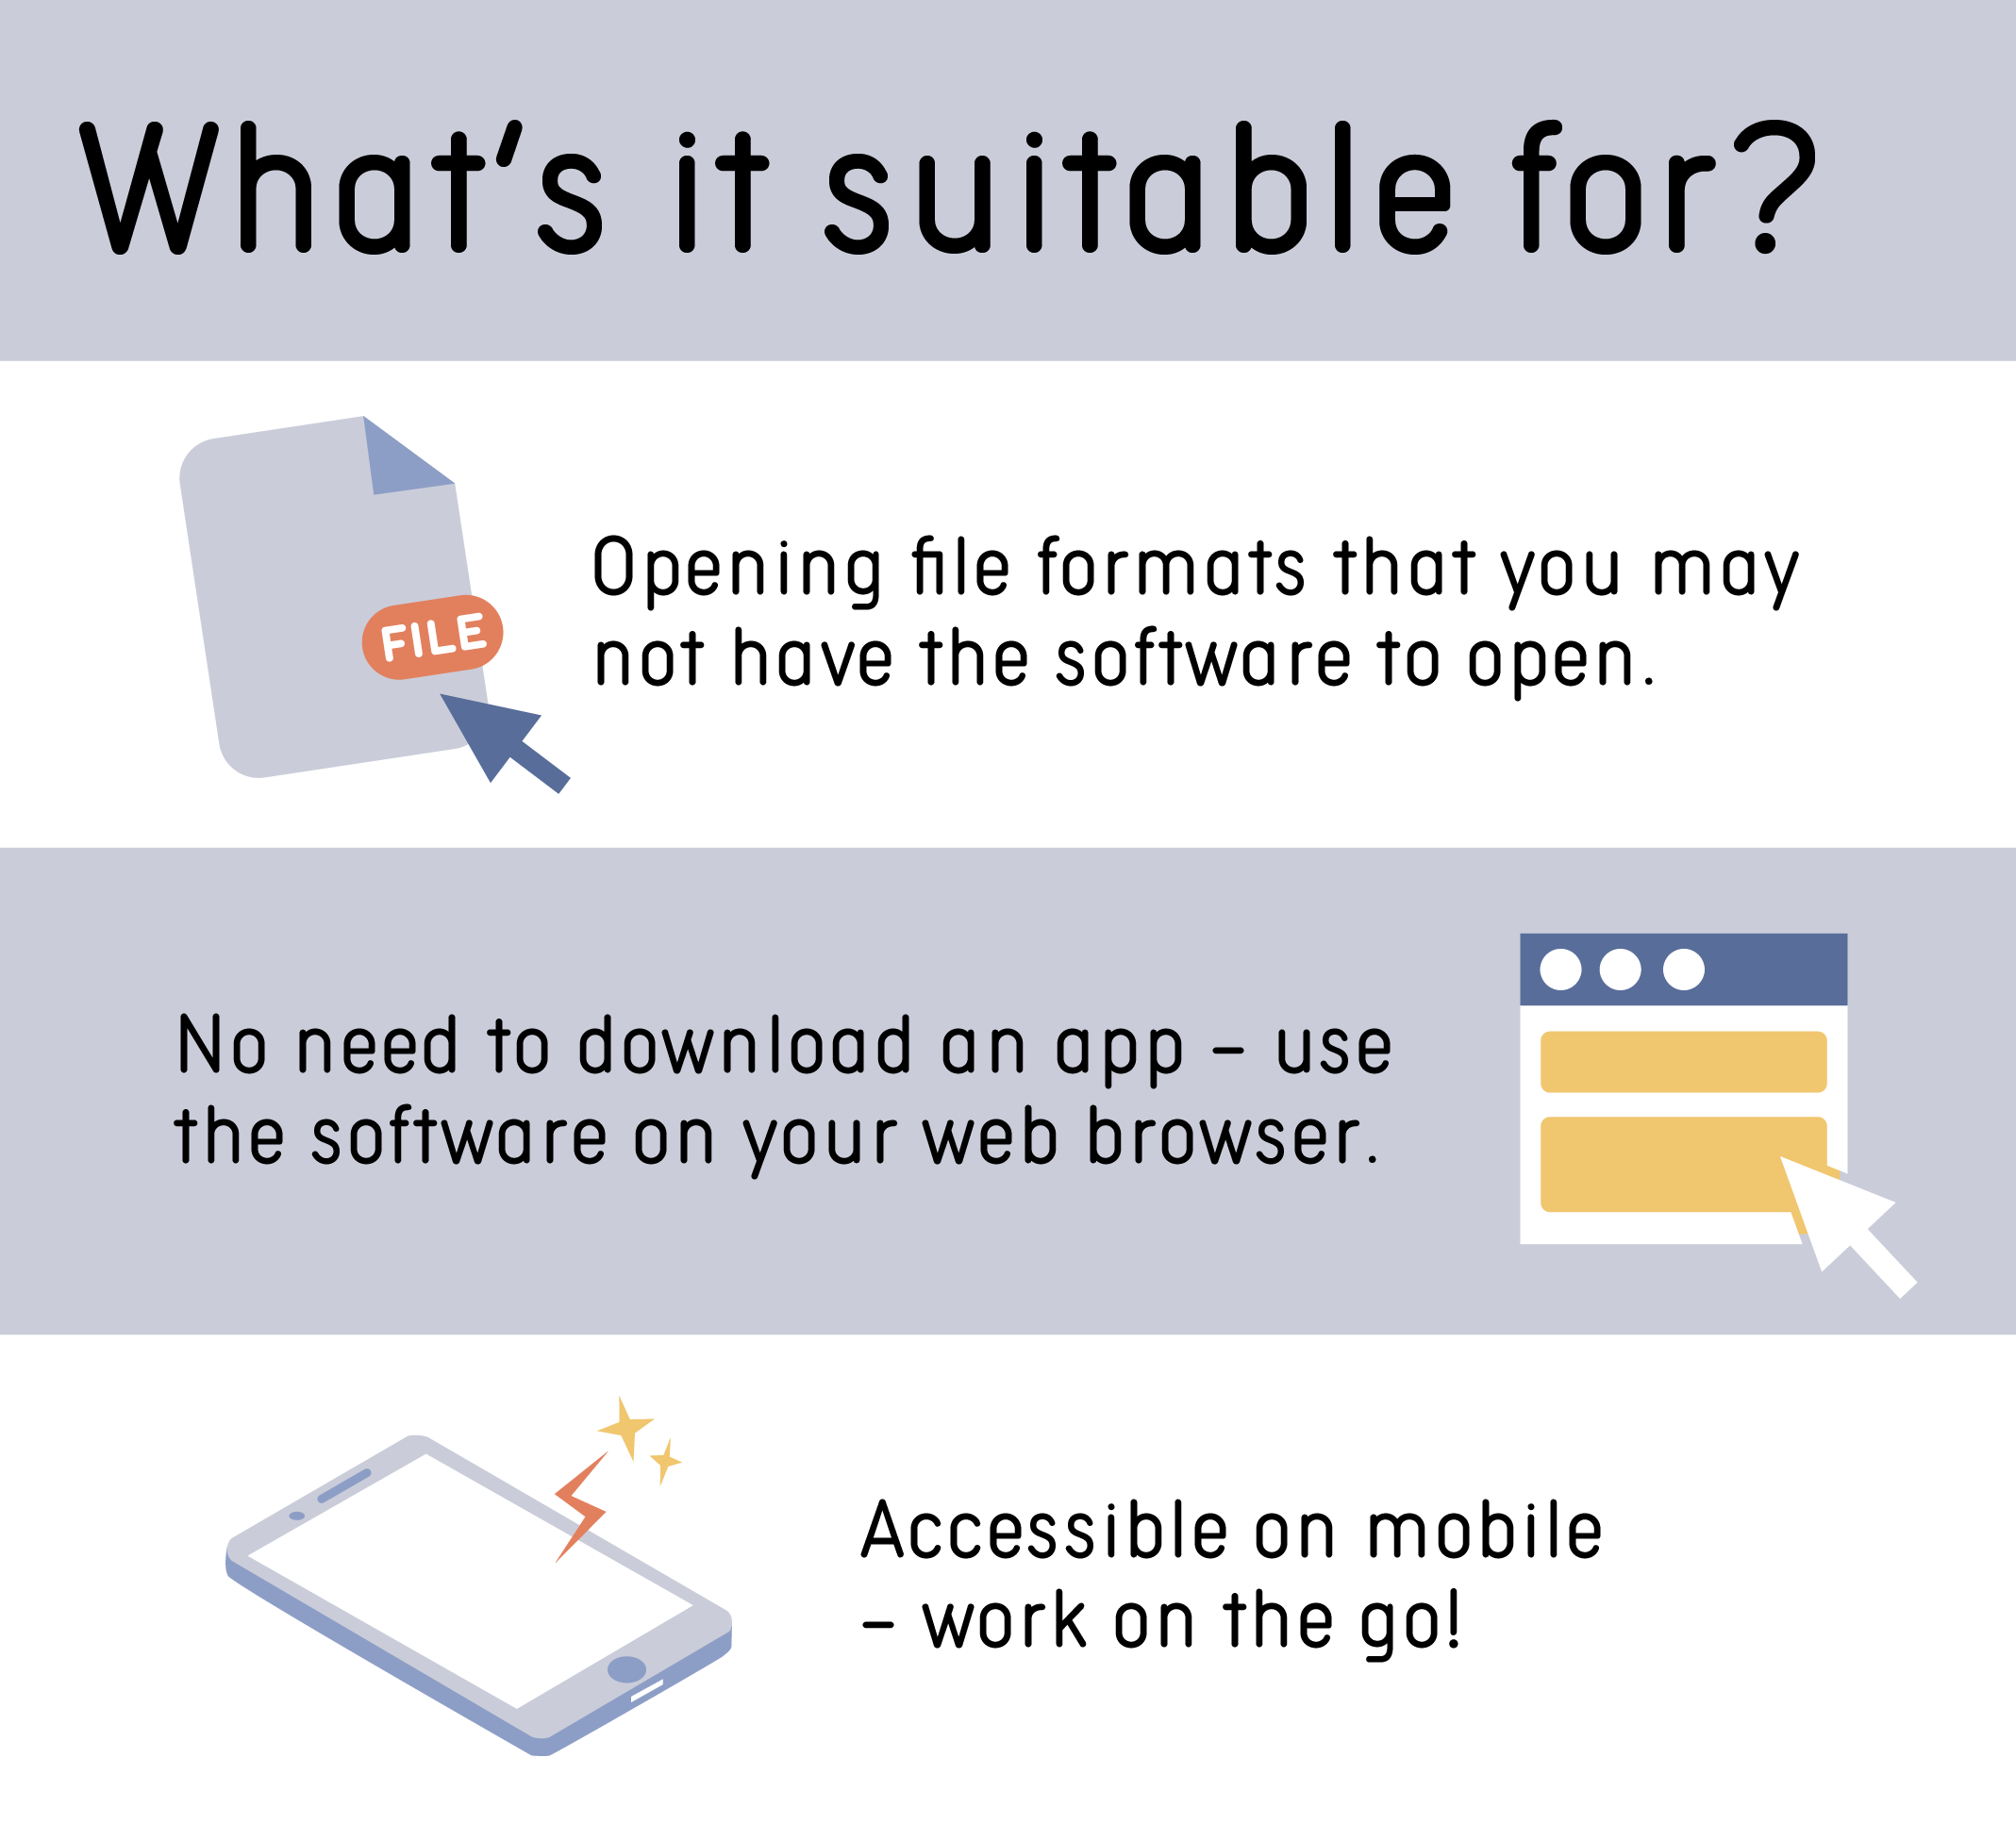 What's it suitable for?
FILE
Opening file formats that you may
not have the software to open.
No need to download an app – use
the software on your web browser.
Accessible on mobile
– work on the go!